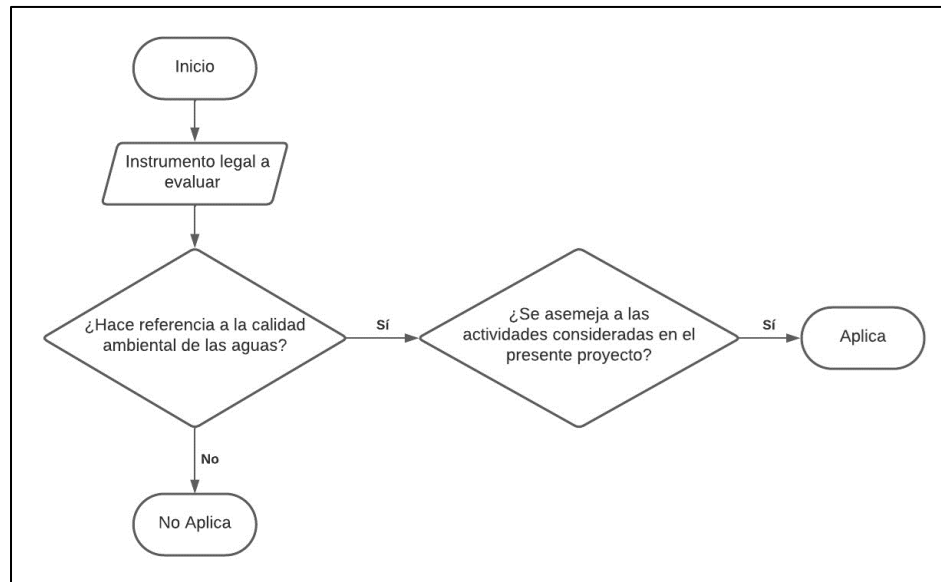 Inicio
Instrumento legal a
evaluar
¿Hace referencia a la calidad
ambiental de las aguas?
Sí
¿Se asemeja a las
actividades consideradas en el
presente proyecto?
Sí
Aplica
No
No Aplica